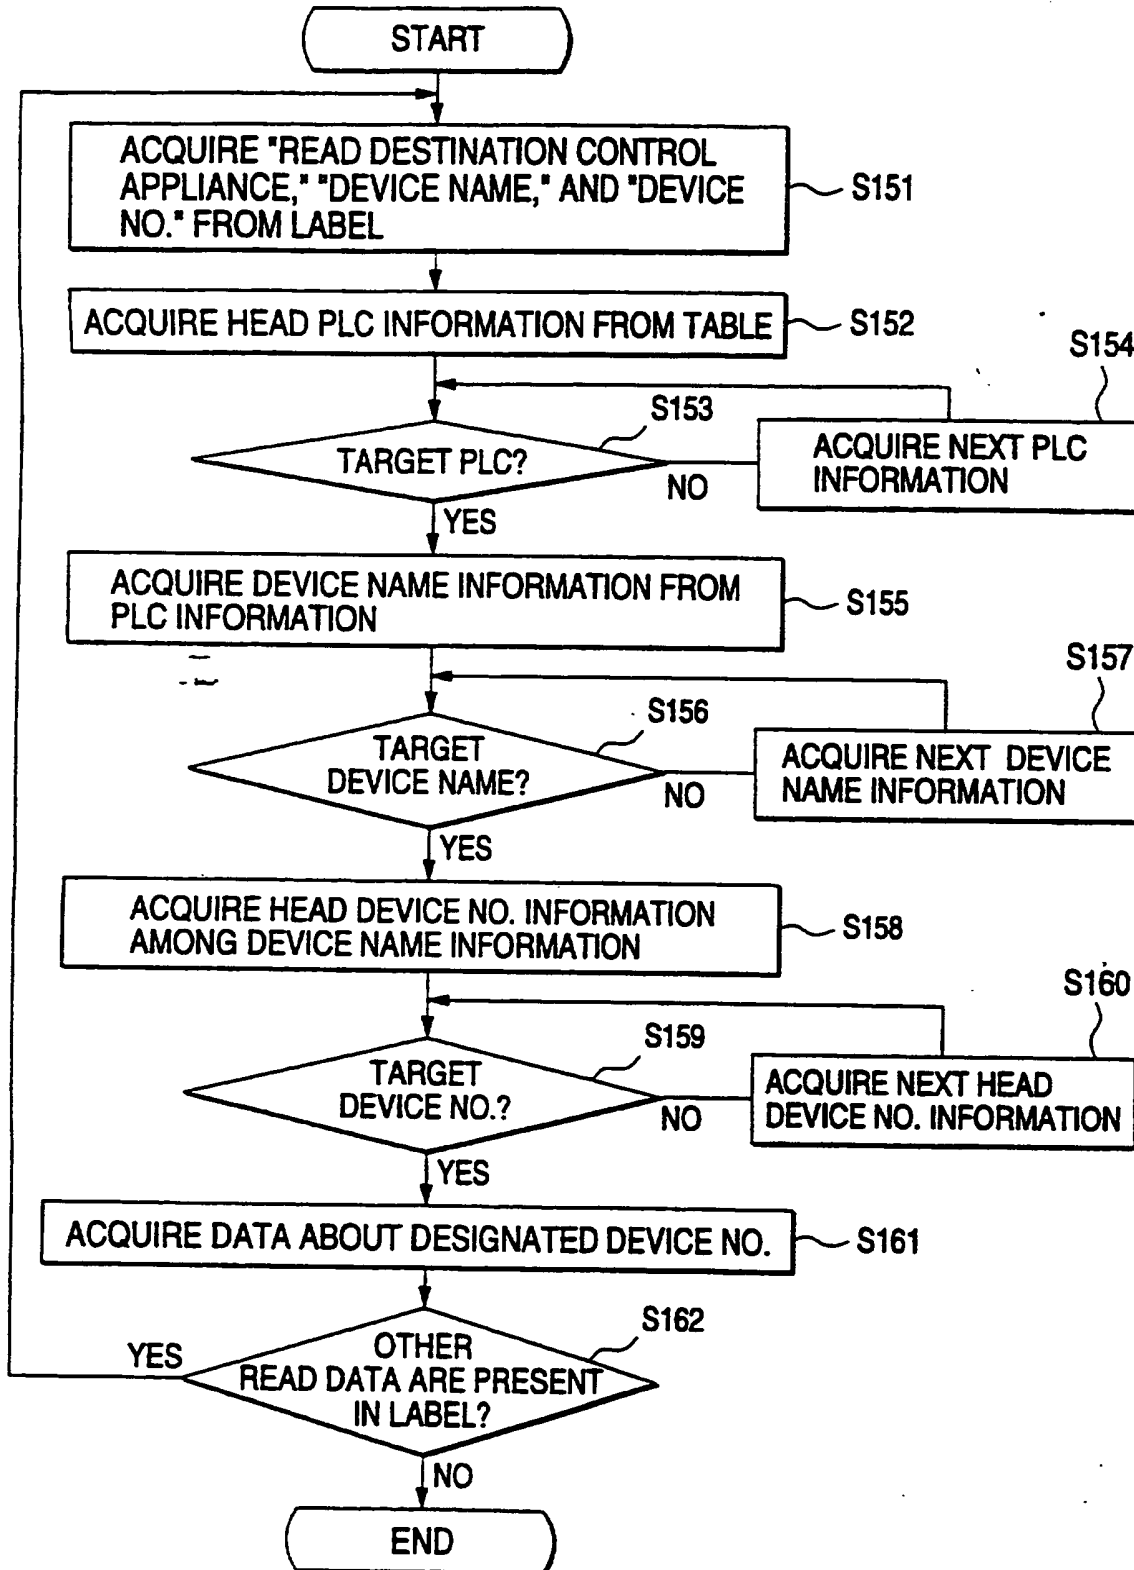 START
ACQUIRE "READ DESTINATION CONTROL
APPLIANCE," "DEVICE NAME," AND "DEVICE
NO." FROM LABEL
S151
ACQUIRE HEAD PLC INFORMATION FROM TABLE
S152
S154
S153
TARGET PLC?
NO
ACQUIRE NEXT PLC
INFORMATION
YES
ACQUIRE DEVICE NAME INFORMATION FROM
PLC INFORMATION
S155
S157
S156
TARGET
DEVICE NAME?
NO
ACQUIRE NEXT DEVICE
NAME INFORMATION
YES
ACQUIRE HEAD DEVICE NO. INFORMATION
AMONG DEVICE NAME INFORMATION
S158
S160
S159
TARGET
DEVICE NO.?
NO
ACQUIRE NEXT HEAD
DEVICE NO. INFORMATION
YES
ACQUIRE DATA ABOUT DESIGNATED DEVICE NO.
S161
S162
YES
OTHER
READ DATA ARE PRESENT
IN LABEL?
NO
END